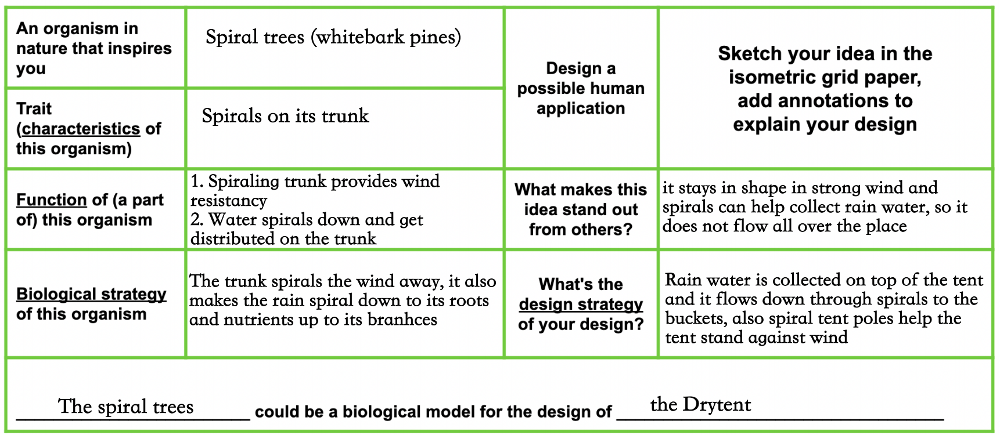 An organism in
nature that inspires
you
Spiral trees (whitebark pines)
Design a
possible human
application
Sketch your idea in the
isometric grid paper,
add annotations to
explain your design
Trait
(characteristics of
this organism)
Spirals on its trunk
Function of (a part
of) this organism
1. Spiraling trunk provides wind
resistancy
2. Water spirals down and get
distributed on the trunk
What makes this
idea stand out
from others?
it stays in shape in strong wind and
spirals can help collect rain water, so it
does not flow all over the place
Biological strategy
of this organism
The trunk spirals the wind away, it also
makes the rain spiral down to its roots
and nutrients up to its branhces
What's the
design strategy
of your design?
Rain water is collected on top of the tent
and it flows down through spirals to the
buckets, also spiral tent poles help the
tent stand against wind
The spiral trees could be a biological model for the design of the Drytent